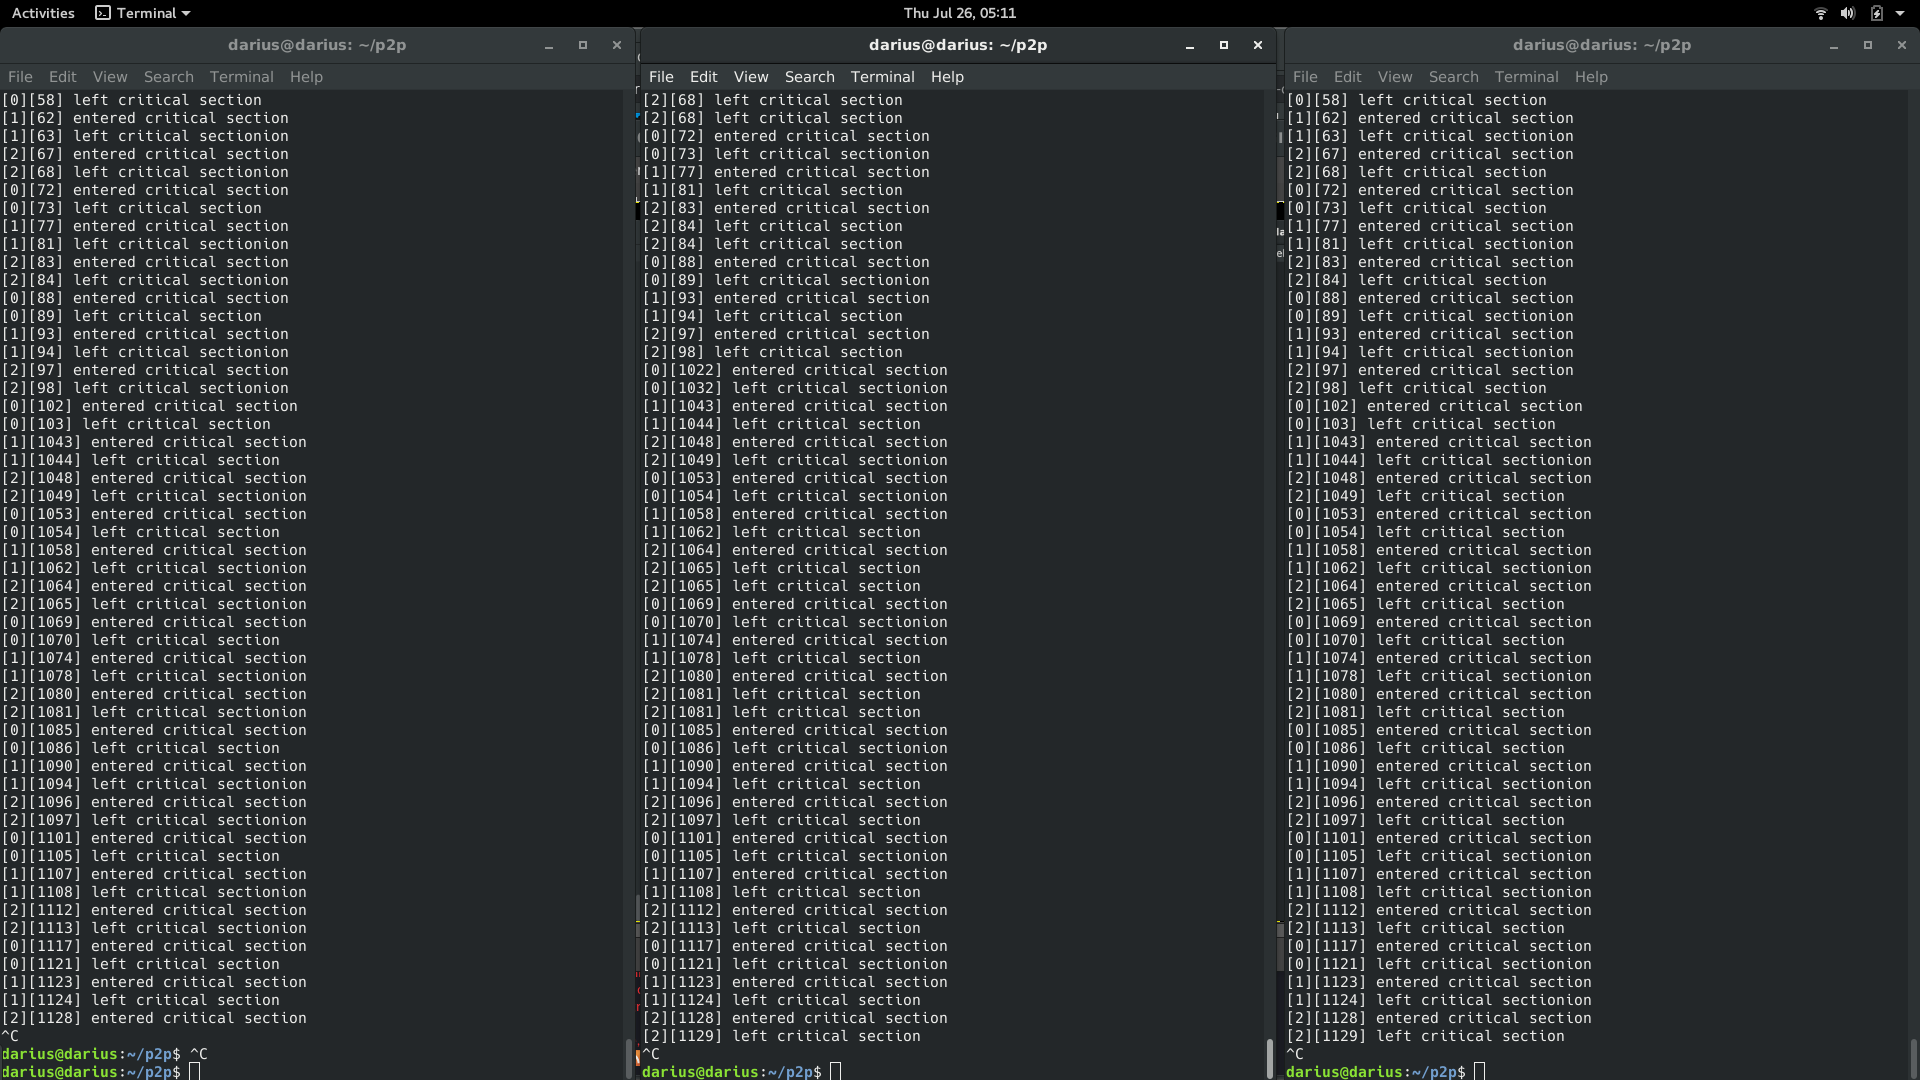 Activities Terminal Thu Jul 26, 05:11
darius@darius: ~/p2p
File Edit View Search Terminal Help
[0][58] left critical section
[1][62] entered critical section
[1][63] left critical sectionion
[2][67] entered critical section
[2][68] left critical sectionion
[0][72] entered critical section
[0][73] left critical section
[1][77] entered critical section
[1][81] left critical sectionion
[2][83] entered critical section
[2][84] left critical sectionion
[0][88] entered critical section
[0][89] left critical section
[1][93] entered critical section
[1][94] left critical sectionion
[2][97] entered critical section
[2][98] left critical sectionion
[0][102] entered critical section
[0][103] left critical section
[1][1043] entered critical section
[1][1044] left critical section
[2][1048] entered critical section
[2][1049] left critical sectionion
[0][1053] entered critical section
[0][1054] left critical section
[1][1058] entered critical section
[1][1062] left critical sectionion
[2][1064] entered critical section
[2][1065] left critical sectionion
[0][1069] entered critical section
[0][1070] left critical section
[1][1074] entered critical section
[1][1078] left critical sectionion
[2][1080] entered critical section
[2][1081] left critical sectionion
[0][1085] entered critical section
[0][1086] left critical section
[1][1090] entered critical section
[1][1094] left critical sectionion
[2][1096] entered critical section
[2][1097] left critical sectionion
[0][1101] entered critical section
[0][1105] left critical section
[1][1107] entered critical section
[1][1108] left critical sectionion
[2][1112] entered critical section
[2][1113] left critical sectionion
[0][1117] entered critical section
[0][1121] left critical section
[1][1123] entered critical section
[1][1124] left critical section
[2][1128] entered critical section
^C
darius@darius:~/p2p$ ^C
darius@darius:~/p2p$
darius@darius: ~/p2p
File Edit View Search Terminal Help
[2][68] left critical section
[2][68] left critical section
[0][72] entered critical section
[0][73] left critical sectionion
[1][77] entered critical section
[1][81] left critical section
[2][83] entered critical section
[2][84] left critical section
[2][84] left critical section
[0][88] entered critical section
[0][89] left critical sectionion
[1][93] entered critical section
[1][94] left critical section
[2][97] entered critical section
[2][98] left critical section
[0][1022] entered critical section
[0][1032] left critical sectionion
[1][1043] entered critical section
[1][1044] left critical section
[2][1048] entered critical section
[2][1049] left critical sectionion
[0][1053] entered critical section
[0][1054] left critical sectionion
[1][1058] entered critical section
[1][1062] left critical section
[2][1064] entered critical section
[2][1065] left critical section
[2][1065] left critical section
[0][1069] entered critical section
[0][1070] left critical sectionion
[1][1074] entered critical section
[1][1078] left critical section
[2][1080] entered critical section
[2][1081] left critical section
[2][1081] left critical section
[0][1085] entered critical section
[0][1086] left critical sectionion
[1][1090] entered critical section
[1][1094] left critical section
[2][1096] entered critical section
[2][1097] left critical section
[0][1101] entered critical section
[0][1105] left critical sectionion
[1][1107] entered critical section
[1][1108] left critical section
[2][1112] entered critical section
[2][1113] left critical section
[0][1117] entered critical section
[0][1121] left critical sectionion
[1][1123] entered critical section
[1][1124] left critical section
[2][1128] entered critical section
[2][1129] left critical section
^C
darius@darius:~/p2p$
darius@darius: ~/p2p
File Edit View Search Terminal Help
[0][58] left critical section
[1][62] entered critical section
[1][63] left critical sectionion
[2][67] entered critical section
[2][68] left critical section
[0][72] entered critical section
[0][73] left critical section
[1][77] entered critical section
[1][81] left critical sectionion
[2][83] entered critical section
[2][84] left critical section
[0][88] entered critical section
[0][89] left critical section
[1][93] entered critical section
[1][94] left critical sectionion
[2][97] entered critical section
[2][98] left critical section
[0][102] entered critical section
[0][103] left critical section
[1][1043] entered critical section
[1][1044] left critical sectionion
[2][1048] entered critical section
[2][1049] left critical section
[0][1053] entered critical section
[0][1054] left critical section
[1][1058] entered critical section
[1][1062] left critical sectionion
[2][1064] entered critical section
[2][1065] left critical section
[0][1069] entered critical section
[0][1070] left critical section
[1][1074] entered critical section
[1][1078] left critical sectionion
[2][1080] entered critical section
[2][1081] left critical section
[0][1085] entered critical section
[0][1086] left critical section
[1][1090] entered critical section
[1][1094] left critical sectionion
[2][1096] entered critical section
[2][1097] left critical section
[0][1101] entered critical section
[0][1105] left critical sectionion
[1][1107] entered critical section
[1][1108] left critical sectionion
[2][1112] entered critical section
[2][1113] left critical section
[0][1117] entered critical section
[0][1121] left critical sectionion
[1][1123] entered critical section
[1][1124] left critical sectionion
[2][1128] entered critical section
[2][1129] left critical section
^C
darius@darius:~/p2p$